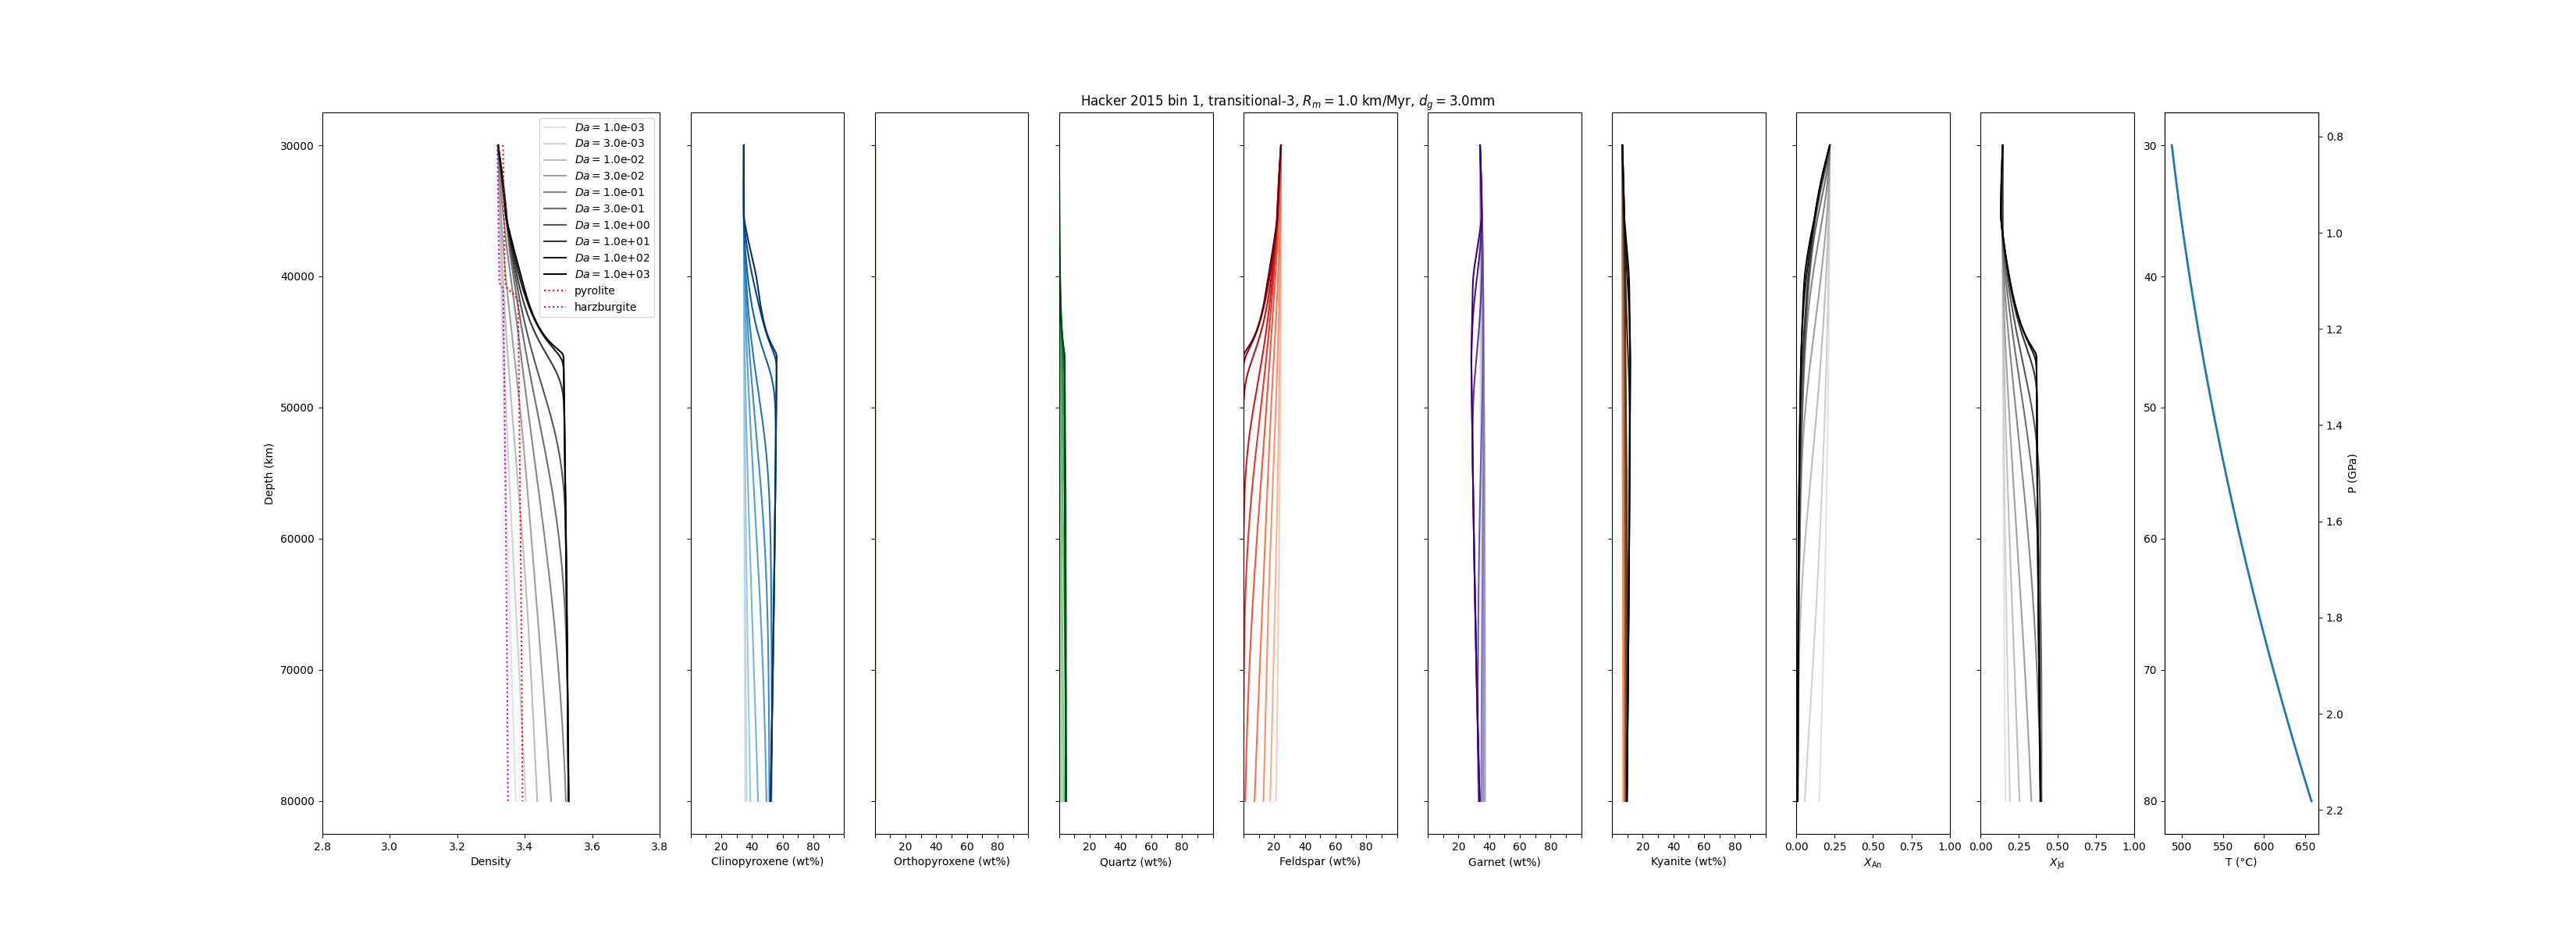 Hacker 2015 bin 1, transitional-3, R_m = 1.0 km/Myr, d_g = 3.0mm
Da = 1.0e-03
Da = 3.0e-03
Da = 1.0e-02
Da = 3.0e-02
Da = 1.0e-01
Da = 3.0e-01
Da = 1.0e+00
Da = 1.0e+01
Da = 1.0e+02
Da = 1.0e+03
pyrolite
harzburgite
Depth (km)
30000
40000
50000
60000
70000
80000
2.8 3.0 3.2 3.4 3.6 3.8
Density
20 40 60 80
Clinopyroxene (wt%)
20 40 60 80
Orthopyroxene (wt%)
20 40 60 80
Quartz (wt%)
20 40 60 80
Feldspar (wt%)
20 40 60 80
Garnet (wt%)
20 40 60 80
Kyanite (wt%)
0.00 0.25 0.50 0.75 1.00
X_An
0.00 0.25 0.50 0.75 1.00
X_Jd
30
40
50
60
70
80
500 550 600 650
T (°C)
0.8
1.0
1.2
1.4
1.6
1.8
2.0
2.2
P (GPa)